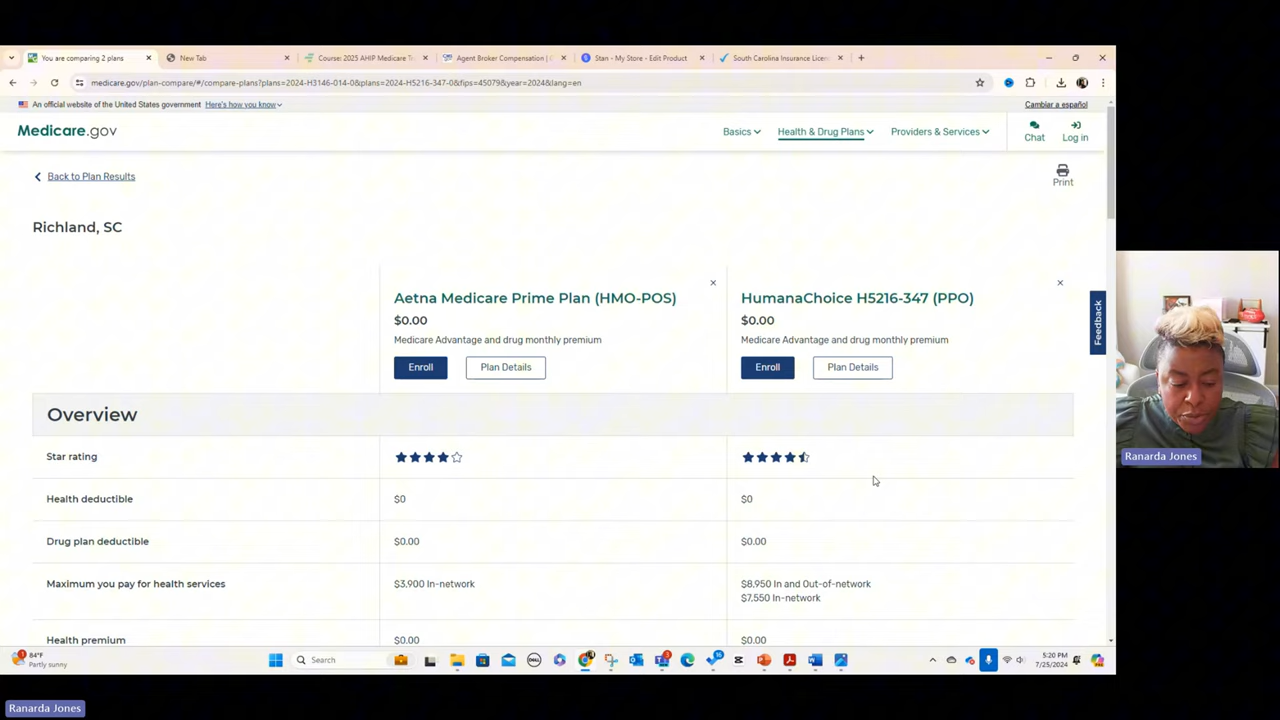 You are comparing 2 plans
New Tab
Course: 2025 AHIP Medicare Tr
Agent Broker Compensation | C
Stan - My Store - Edit Product
South Carolina Insurance Licen
medicare.gov/plan-compare/#/compare-plans?plans=2024-H3146-014-0&plans=2024-H5216-347-0&fips=45079&year=2024&lang=en
An official website of the United States government Here's how you know
Cambiar a español
Medicare.gov
Basics
Health & Drug Plans
Providers & Services
Chat
Log in
Back to Plan Results
Print
Richland, SC
Aetna Medicare Prime Plan (HMO-POS)
$0.00
Medicare Advantage and drug monthly premium
Enroll
Plan Details
HumanaChoice H5216-347 (PPO)
$0.00
Medicare Advantage and drug monthly premium
Enroll
Plan Details
Feedback
Overview
Star rating
Health deductible
$0
$0
Drug plan deductible
$0.00
$0.00
Maximum you pay for health services
$3,900 In-network
$8,950 In and Out-of-network
$7,550 In-network
Health premium
$0.00
$0.00
Ranarda Jones
84°F
Partly sunny
Search
DELL
16
5:20 PM
7/25/2024
Ranarda Jones